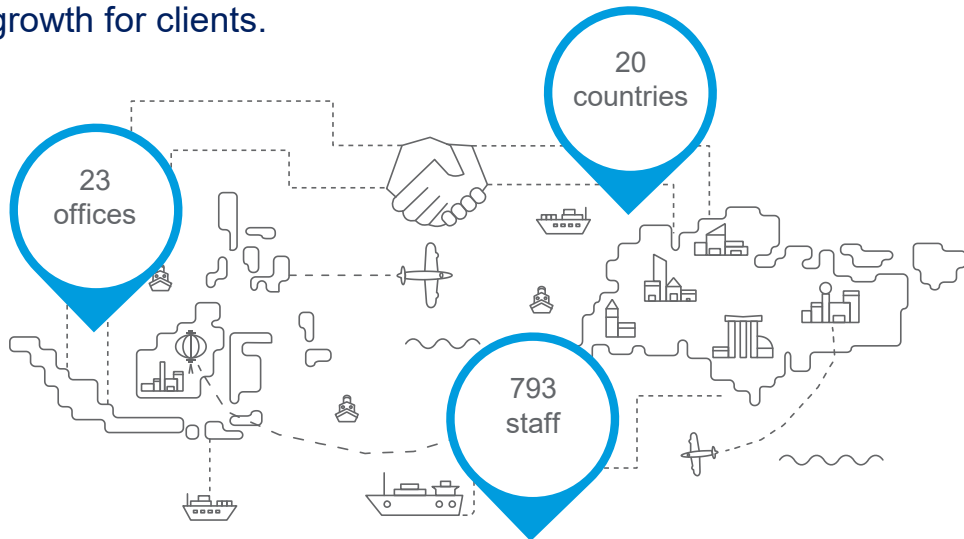 growth for clients.
20
countries
23
offices
793
staff